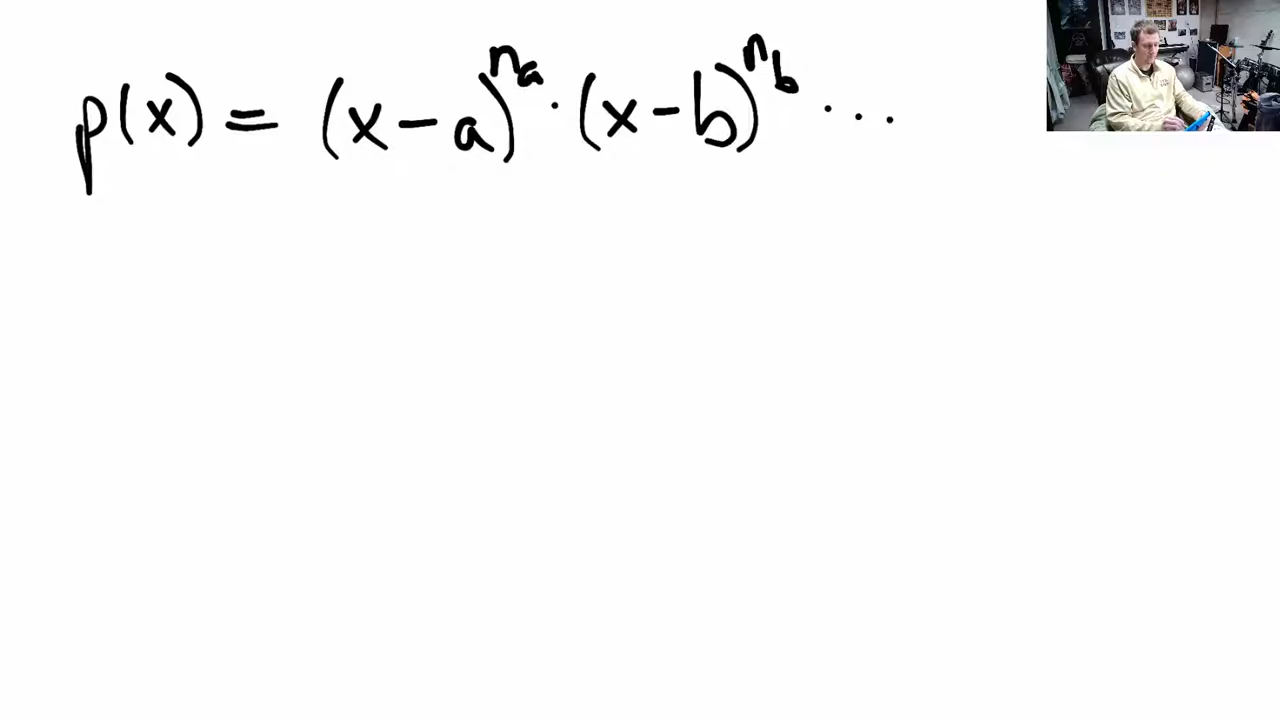 p(x) = (x-a)^{n_a} · (x-b)^{n_b} · . .